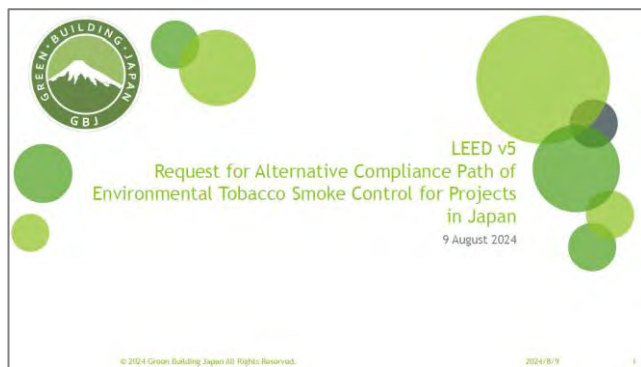 GREEN・BUILDING・JAPAN
GBJ
LEED v5
Request for Alternative Compliance Path of
Environmental Tobacco Smoke Control for Projects
in Japan
9 August 2024
© 2024 Green Building Japan All Rights Reserved.
2024/8/9
1